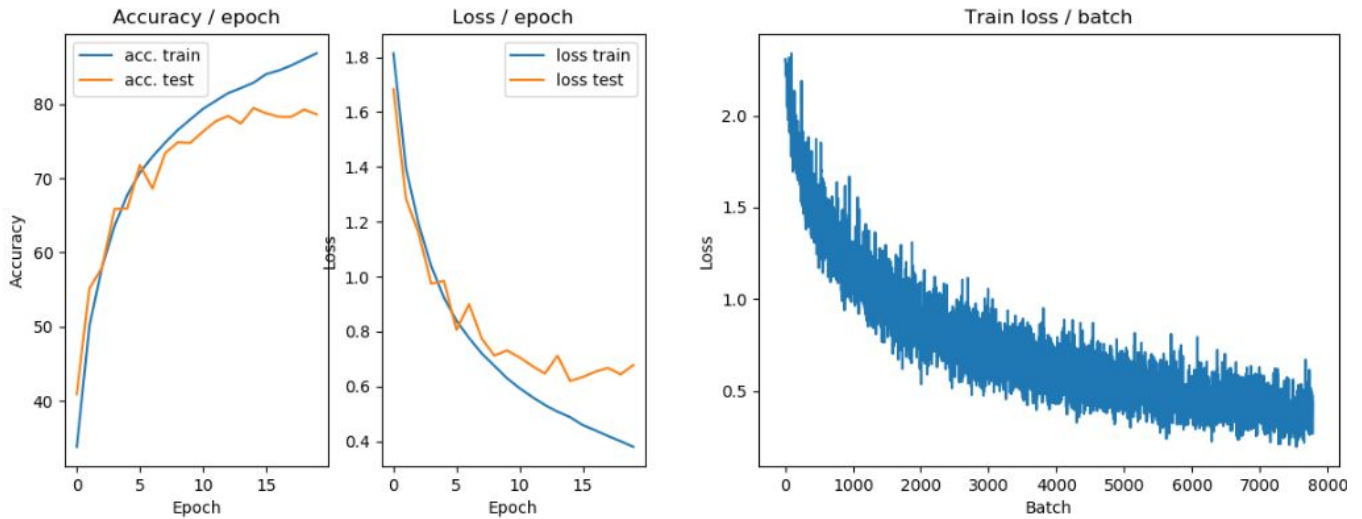 Accuracy / epoch
acc. train
acc. test
80
70
60
50
40
Accuracy
0
5
10
15
Epoch
Loss / epoch
loss train
loss test
1.8
1.6
1.4
1.2
1.0
0.8
0.6
0.4
Loss
0
5
10
15
Epoch
Train loss / batch
2.0
1.5
1.0
0.5
Loss
0
1000
2000
3000
4000
5000
6000
7000
8000
Batch